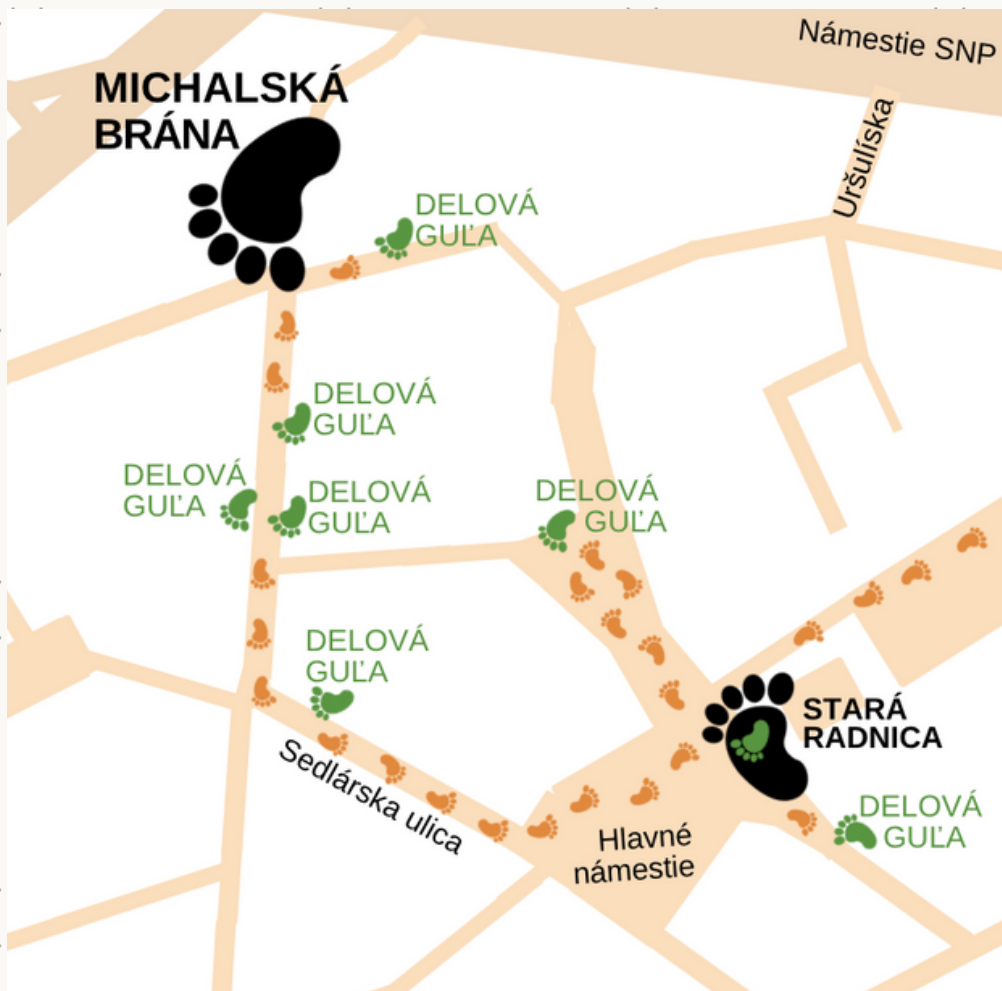 Námestie SNP
MICHALSKÁ
BRÁNA
Uršulíska
DELOVÁ
GUĽA
DELOVÁ
GUĽA
DELOVÁ
GUĽA
DELOVÁ
GUĽA
DELOVÁ
GUĽA
DELOVÁ
GUĽA
STARÁ
RADNICA
Sedlárska ulica
DELOVÁ
GUĽA
Hlavné
námestie